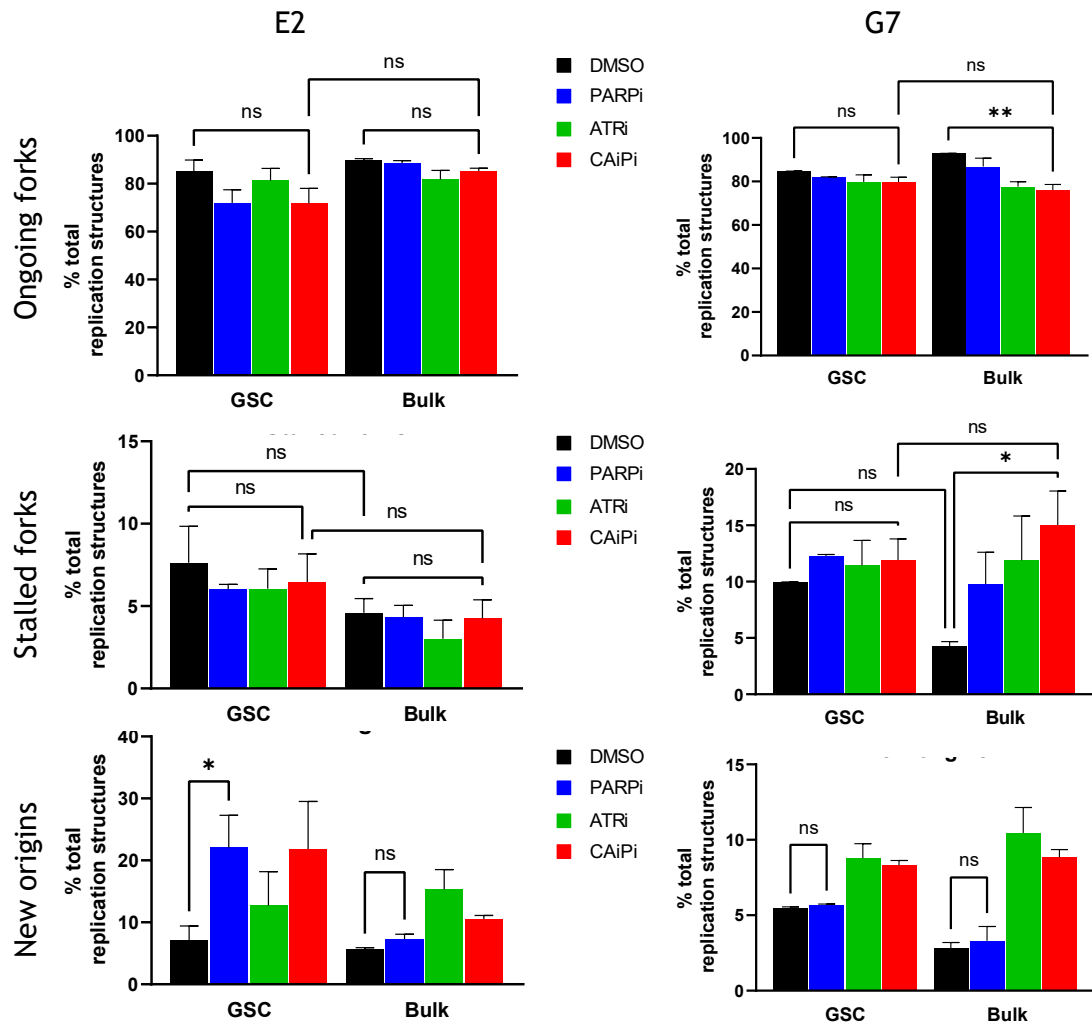 E2
G7
Ongoing forks
% total
replication structures
100
80
60
40
20
0
ns
ns
ns
GSC
Bulk
DMSO
PARPi
ATRi
CAiPi
% total
replication structures
100
80
60
40
20
0
ns
ns
**
GSC
Bulk
Stalled forks
% total
replication structures
15
10
5
0
ns
ns
ns
ns
GSC
Bulk
DMSO
PARPi
ATRi
CAiPi
% total
replication structures
20
15
10
5
0
ns
ns
*
ns
GSC
Bulk
New origins
% total
replication structures
40
30
20
10
0
*
ns
GSC
Bulk
DMSO
PARPi
ATRi
CAiPi
% total
replication structures
15
10
5
0
ns
ns
GSC
Bulk